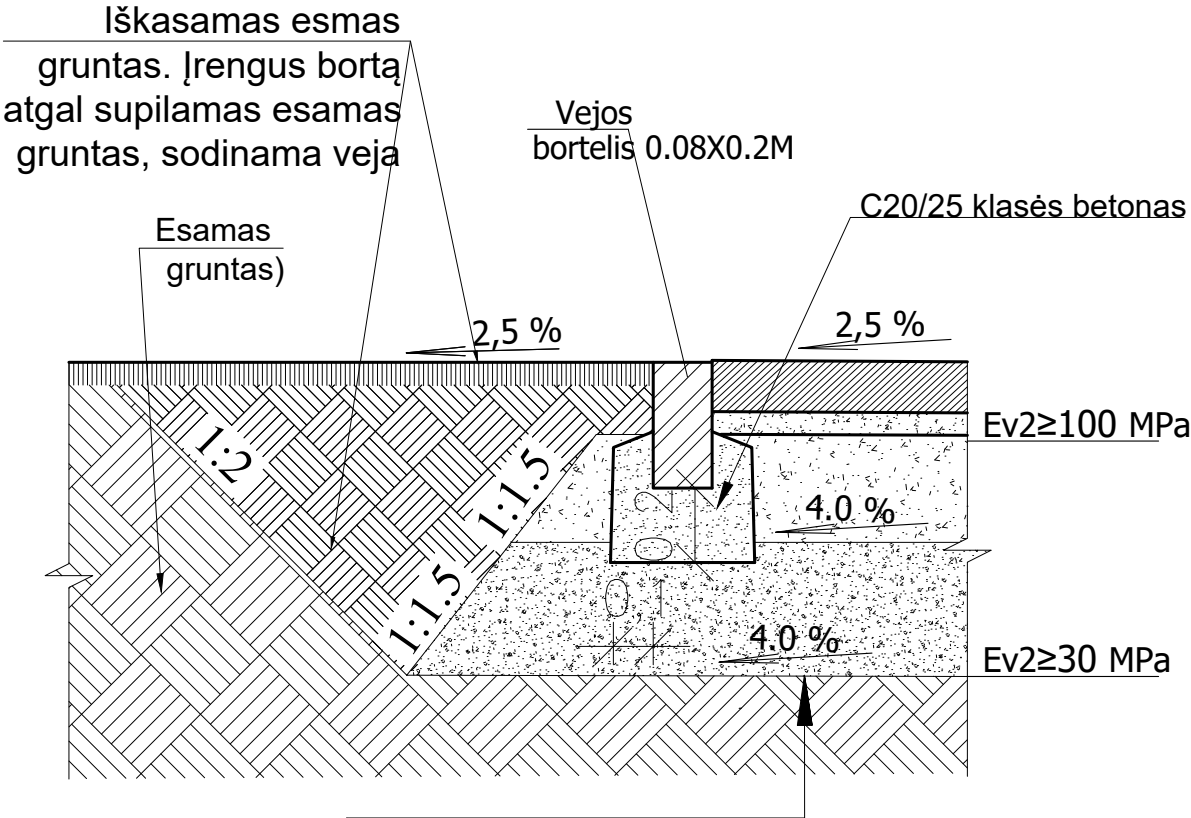 Iškasamas esmas
gruntas. Įrengus bortą
atgal supilamas esamas
gruntas, sodinama veja
Vejos
bortelis 0.08X0.2M
C20/25 klasės betonas
Esamas
gruntas)
2,5 %
2,5 %
Ev2≥100 MPa
1:2
1:1.5
4.0 %
1:1.5
4.0 %
Ev2≥30 MPa